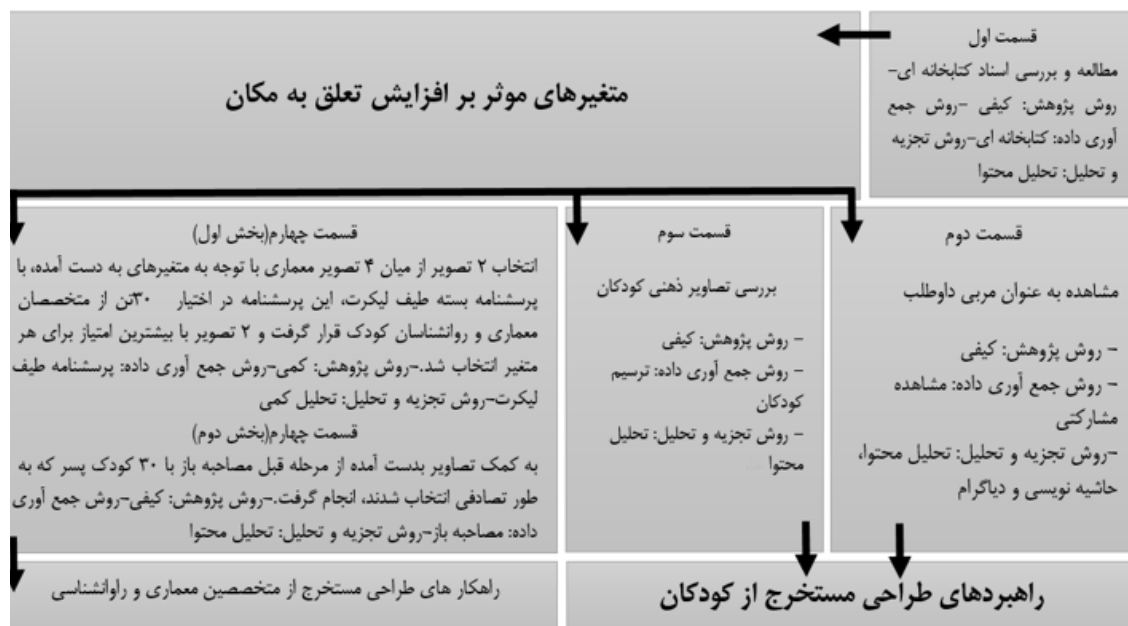 قسمت اول
مطالعه و بررسی اسناد کتابخانه ای-
روش پژوهش: کیفی -روش جمع
آوری داده: کتابخانه ای-روش تجزیه
و تحلیل: تحلیل محتوا
متغیرهای موثر بر افزایش تعلق به مکان
قسمت دوم
مشاهده به عنوان مربی داوطلب
- روش پژوهش: کیفی
- روش جمع آوری داده: مشاهده
مشارکتی
-روش تجزیه و تحلیل: تحلیل محتوا،
حاشیه نویسی و دیاگرام
قسمت سوم
بررسی تصاویر ذهنی کودکان
- روش پژوهش: کیفی
- روش جمع آوری داده: ترسیم
کودکان
- روش تجزیه و تحلیل: تحلیل
محتوا
قسمت چهارم(بخش اول)
انتخاب ۲ تصویر از میان ۴ تصویر معماری با توجه به متغیرهای به دست آمده، با
پرسشنامه بسته طیف لیکرت، این پرسشنامه در اختیار ۳۰تن از متخصصان
معماری و روانشناسان کودک قرار گرفت و ۲ تصویر با بیشترین امتیاز برای هر
متغیر انتخاب شد.-روش پژوهش: کمی-روش جمع آوری داده: پرسشنامه طیف
لیکرت-روش تجزیه و تحلیل: تحلیل کمی
قسمت چهارم(بخش دوم)
به کمک تصاویر بدست آمده از مرحله قبل مصاحبه باز با ۳۰ کودک پسر که به
طور تصادفی انتخاب شدند، انجام گرفت.-روش پژوهش: کیفی-روش جمع آوری
داده: مصاحبه باز-روش تجزیه و تحلیل: تحلیل محتوا
راهبردهای طراحی مستخرج از کودکان
راهکار های طراحی مستخرج از متخصصین معماری و راوانشناسی